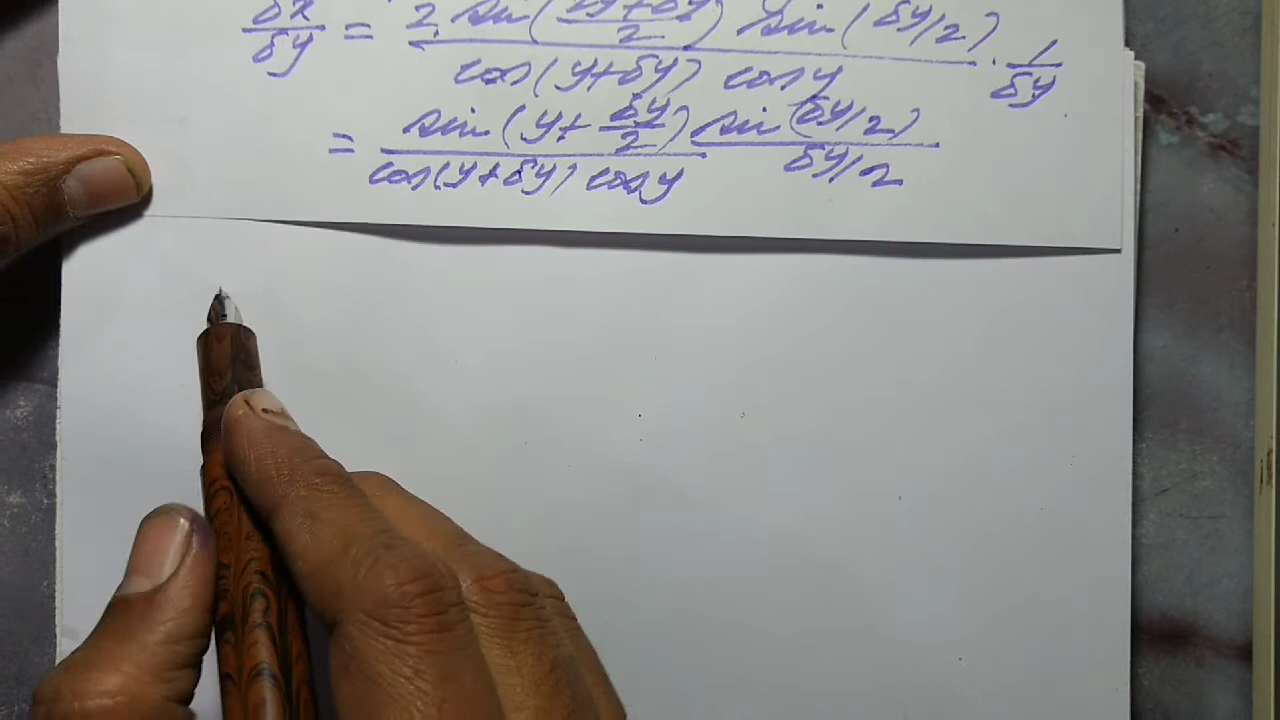 δx/δy = 2 sin((2y+δy)/2) sin(δy/2) / cos(y+δy) cos y · 1/δy
= sin(y+δy/2) / cos(y+δy) cos y sin(δy/2) / δy/2